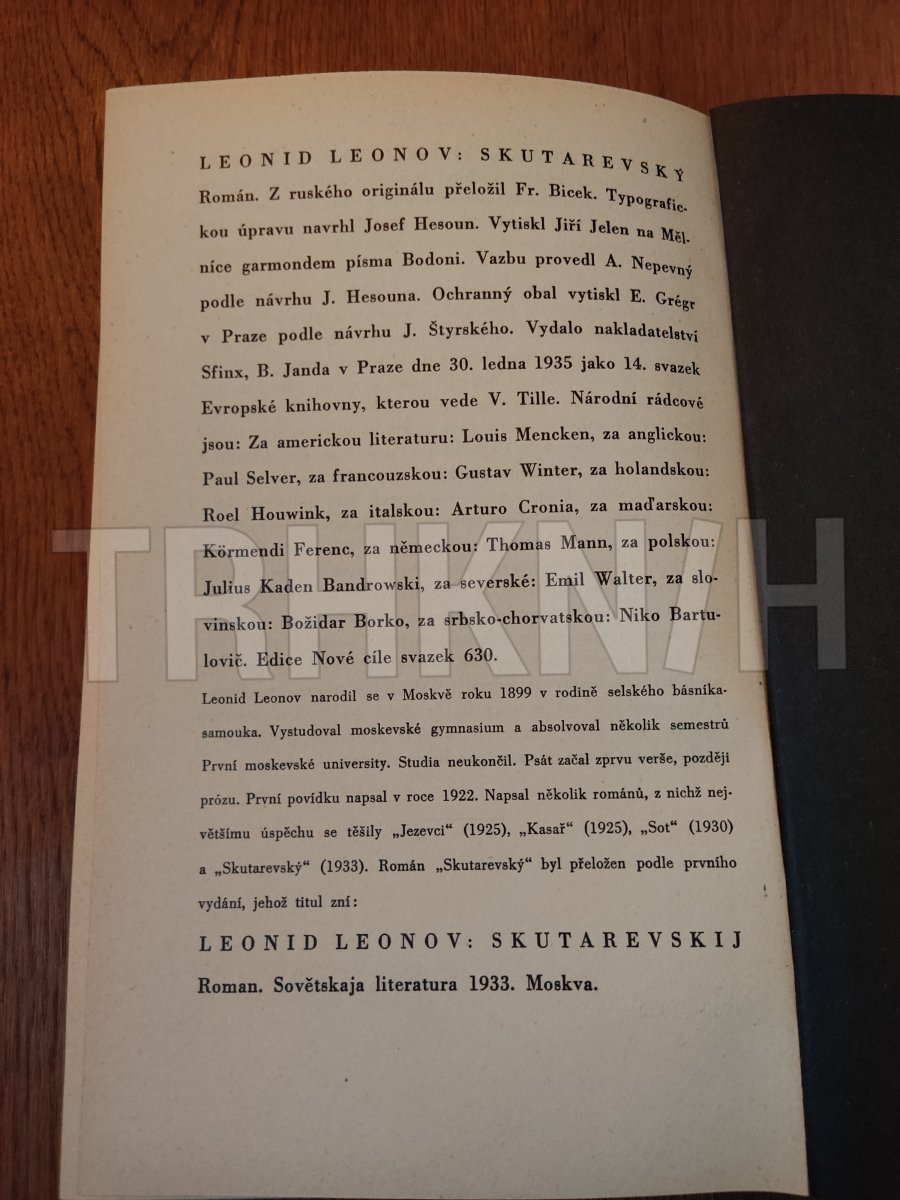 LEONID LEONOV: SKUTAREVSKÝ
Román. Z ruského originálu přeložil Fr. Bicek. Typografic-
kou úpravu navrhl Josef Hesoun. Vytiskl Jiří Jelen na Měl-
níce garmondem písma Bodoni. Vazbu provedl A. Nepevný
podle návrhu J. Hesouna. Ochranný obal vytiskl E. Grégr
v Praze podle návrhu J. Štyrského. Vydalo nakladatelství
Sfinx, B. Janda v Praze dne 30. ledna 1935 jako 14. svazek
Evropské knihovny, kterou vede V. Tille. Národní rádcové
jsou: Za americkou literaturu: Louis Mencken, za anglickou:
Paul Selver, za francouzskou: Gustav Winter, za holandskou:
Roel Houwink, za italskou: Arturo Cronia, za maďarskou:
Körmendi Ferenc, za německou: Thomas Mann, za polskou:
Julius Kaden Bandrowski, za severské: Emil Walter, za slo-
vinskou: Božidar Borko, za srbsko-chorvatskou: Niko Bartu-
lovič. Edice Nové cíle svazek 630.
Leonid Leonov narodil se v Moskvě roku 1899 v rodině selského básníka-
samouka. Vystudoval moskevské gymnasium a absolvoval několik semestrů
První moskevské university. Studia neukončil. Psát začal zprvu verše, později
prózu. První povídku napsal v roce 1922. Napsal několik románů, z nichž nej-
většímu úspěchu se těšily „Jezevci“ (1925), „Kasař“ (1925), „Sot“ (1930)
a „Skutarevský“ (1933). Román „Skutarevský“ byl přeložen podle prvního
vydání, jehož titul zní:
LEONID LEONOV: SKUTAREVSKIJ
Roman. Sovětskaja literatura 1933. Moskva.
TRHKNIH